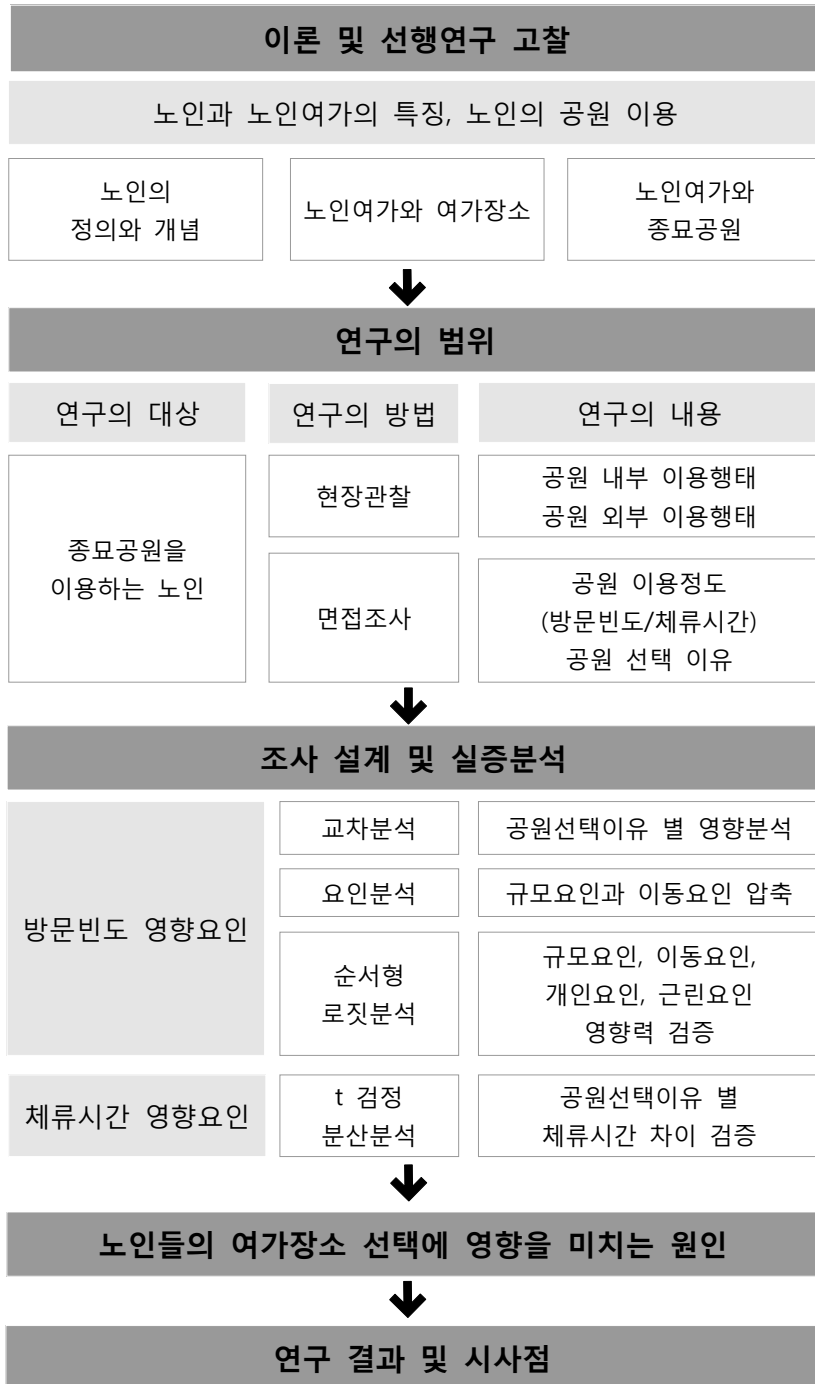 이론 및 선행연구 고찰
노인과 노인여가의 특징, 노인의 공원 이용
노인의
정의와 개념
노인여가와 여가장소
노인여가와
종묘공원
연구의 범위
연구의 대상
연구의 방법
연구의 내용
종묘공원을
이용하는 노인
현장관찰
공원 내부 이용행태
공원 외부 이용행태
면접조사
공원 이용정도
(방문빈도/체류시간)
공원 선택 이유
조사 설계 및 실증분석
방문빈도 영향요인
교차분석
공원선택이유 별 영향분석
요인분석
규모요인과 이동요인 압축
순서형
로짓분석
규모요인, 이동요인,
개인요인, 근린요인
영향력 검증
체류시간 영향요인
t 검정
분산분석
공원선택이유 별
체류시간 차이 검증
노인들의 여가장소 선택에 영향을 미치는 원인
연구 결과 및 시사점